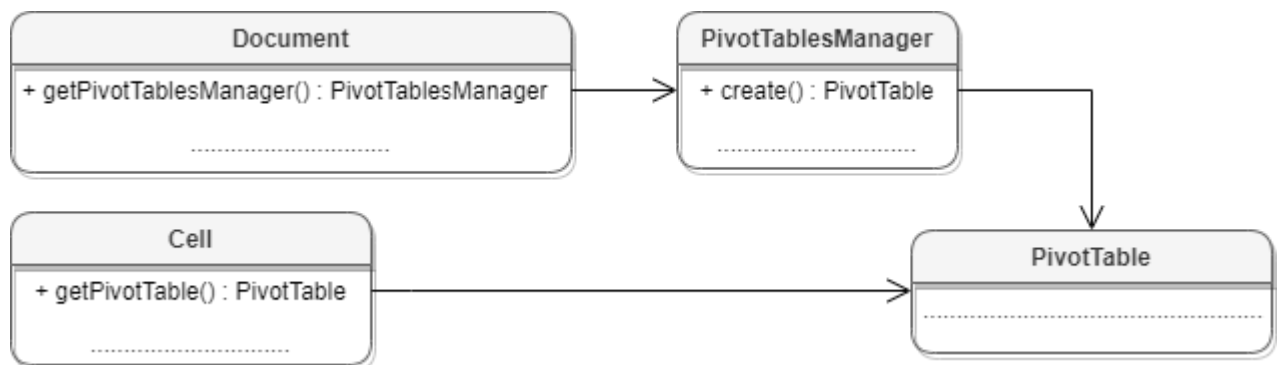 Document
+ getPivotTablesManager() : PivotTablesManager
PivotTablesManager
+ create() : PivotTable
Cell
+ getPivotTable() : PivotTable
PivotTable